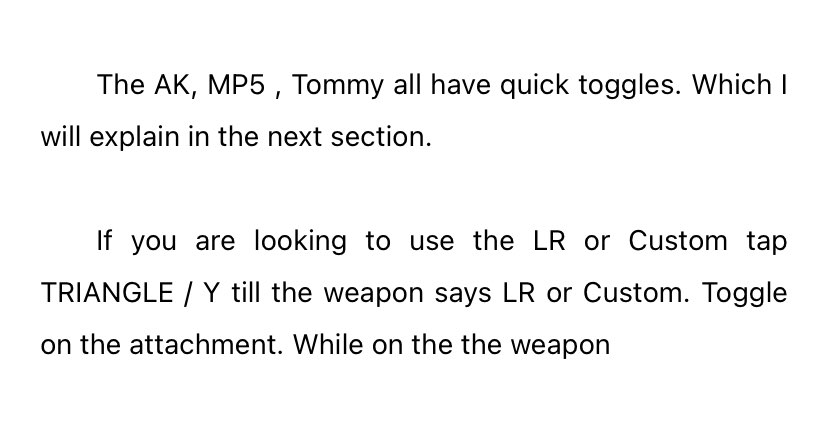 The AK, MP5 , Tommy all have quick toggles. Which I
will explain in the next section.
If you are looking to use the LR or Custom tap
TRIANGLE / Y till the weapon says LR or Custom. Toggle
on the attachment. While on the the weapon